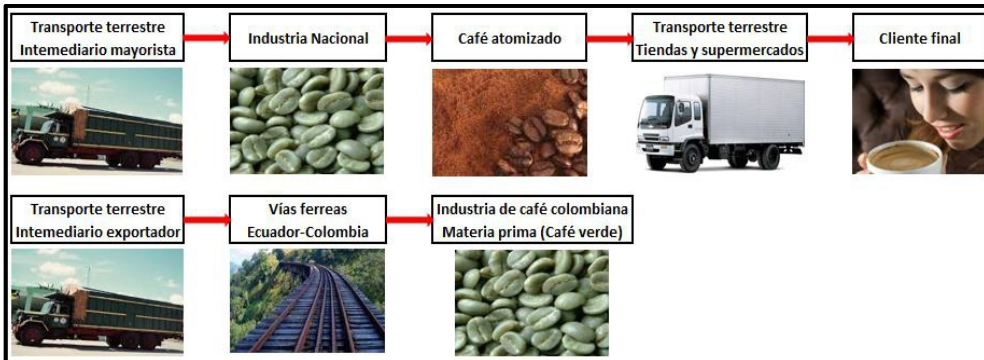 Transporte terrestre
Intemediario mayorista
Industria Nacional
Café atomizado
Transporte terrestre
Tiendas y supermercados
Cliente final
Transporte terrestre
Intemediario exportador
Vías ferreas
Ecuador-Colombia
Industria de café colombiana
Materia prima (Café verde)